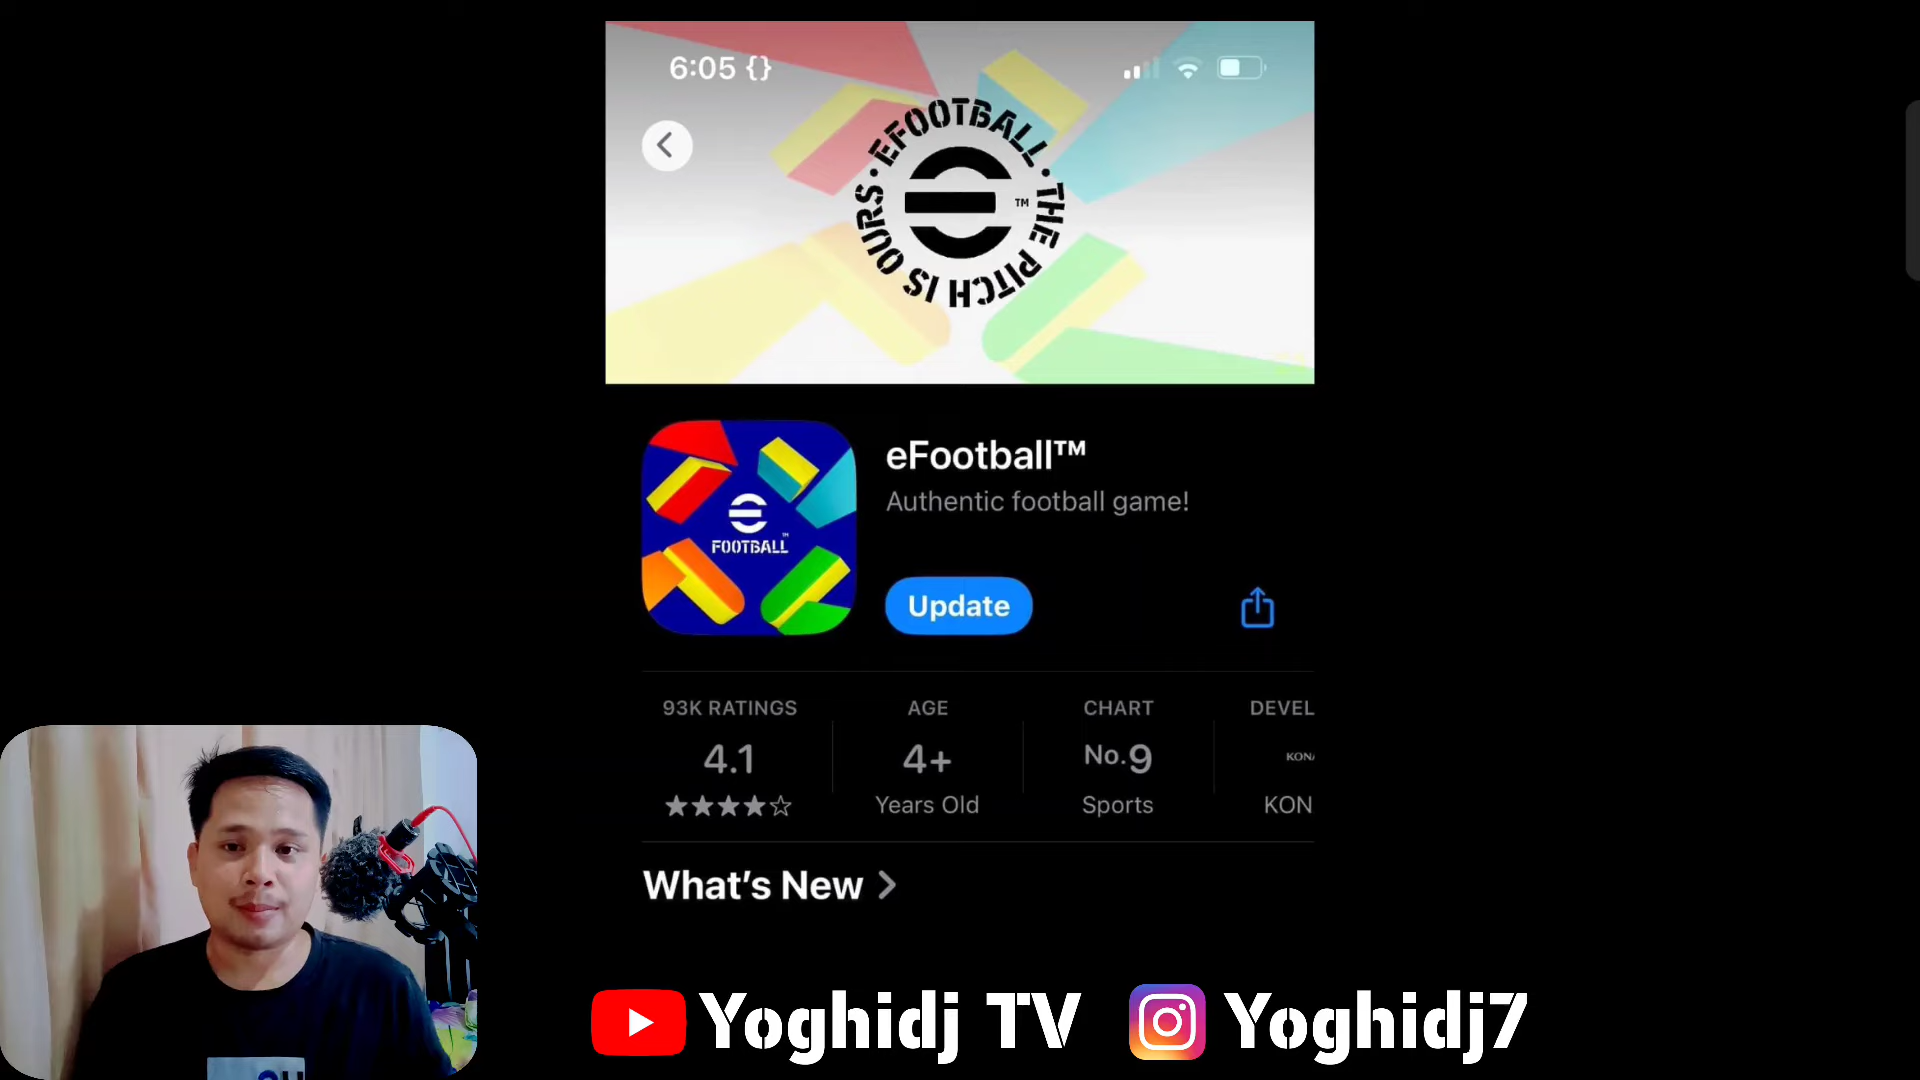 6:05 {}
EFOOTBALL · THE PITCH IS OURS ·
TM
eFootball™
Authentic football game!
FOOTBALL
Update
93K RATINGS
AGE
CHART
DEVEL
4.1
4+
No.9
KON
Years Old
Sports
KON
What's New
Yoghidj TV
Yoghidj7